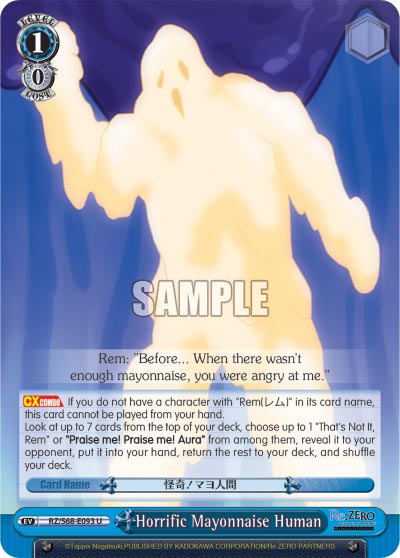 LEVEL
1
0
COST
SAMPLE
Rem: "Before... When there wasn't
enough mayonnaise, you were angry at me."
CXCOMBO If you do not have a character with "Rem(レム)" in its card name,
this card cannot be played from your hand.
Look at up to 7 cards from the top of your deck, choose up to 1 "That's Not It,
Rem" or "Praise me! Praise me! Aura" from among them, reveal it to your
opponent, put it into your hand, return the rest to your deck, and shuffle
your deck.
Card Name 怪奇!マヨ人間
EV RZ/S68-E093 U Horrific Mayonnaise Human Re:ZERO
©Tappei Nagatsuki,PUBLISHED BY KADOKAWA CORPORATION/Re:ZERO PARTNERS